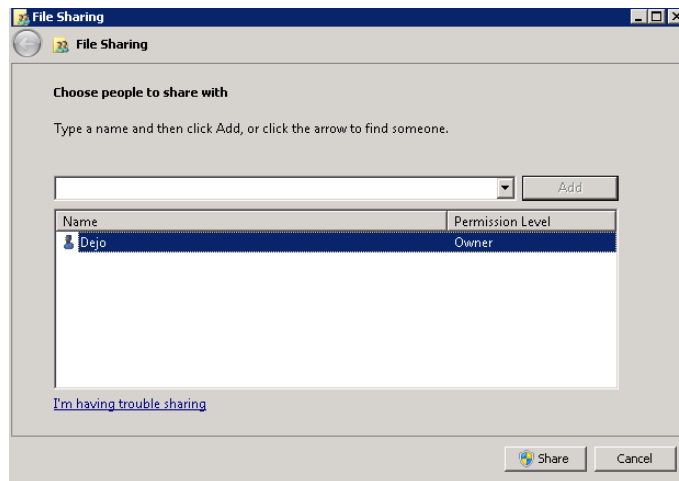 File Sharing
File Sharing
Choose people to share with
Type a name and then click Add, or click the arrow to find someone.
Add
Name Permission Level
Dejo Owner
I'm having trouble sharing
Share Cancel